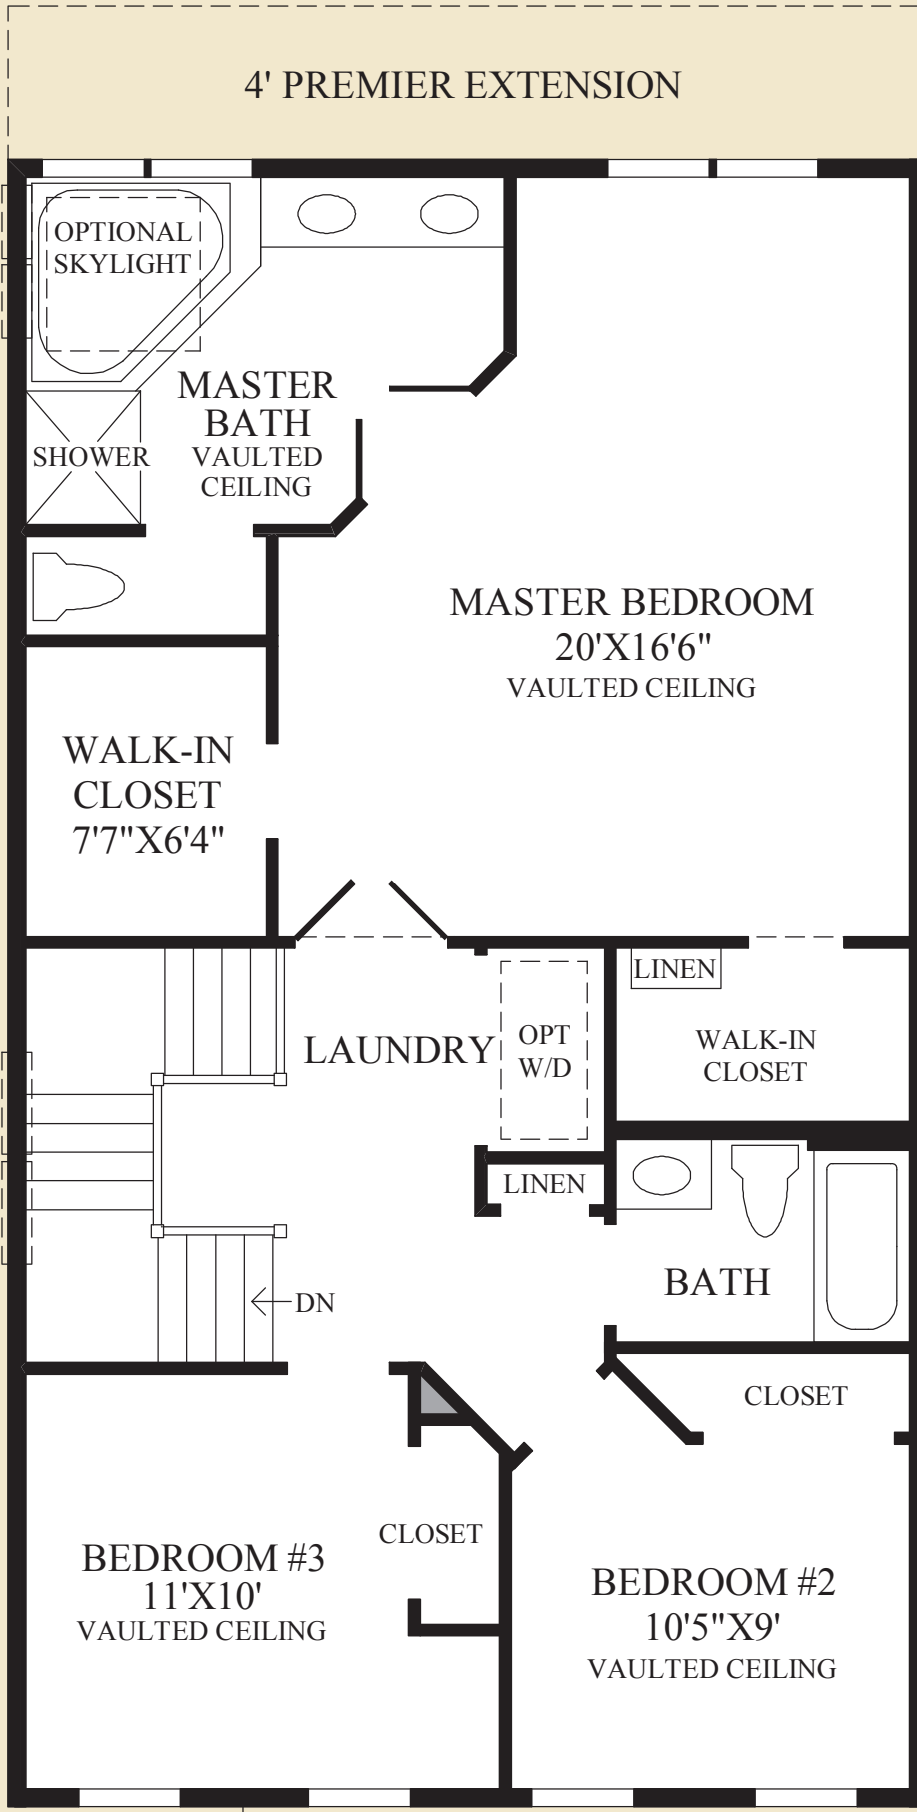 4' PREMIER EXTENSION
OPTIONAL
SKYLIGHT
MASTER
BATH
VAULTED
CEILING
SHOWER
MASTER BEDROOM
20'X16'6"
VAULTED CEILING
WALK-IN
CLOSET
7'7"X6'4"
LINEN
LAUNDRY
OPT
W/D
WALK-IN
CLOSET
LINEN
BATH
DN
CLOSET
CLOSET
BEDROOM #3
11'X10'
VAULTED CEILING
BEDROOM #2
10'5"X9'
VAULTED CEILING